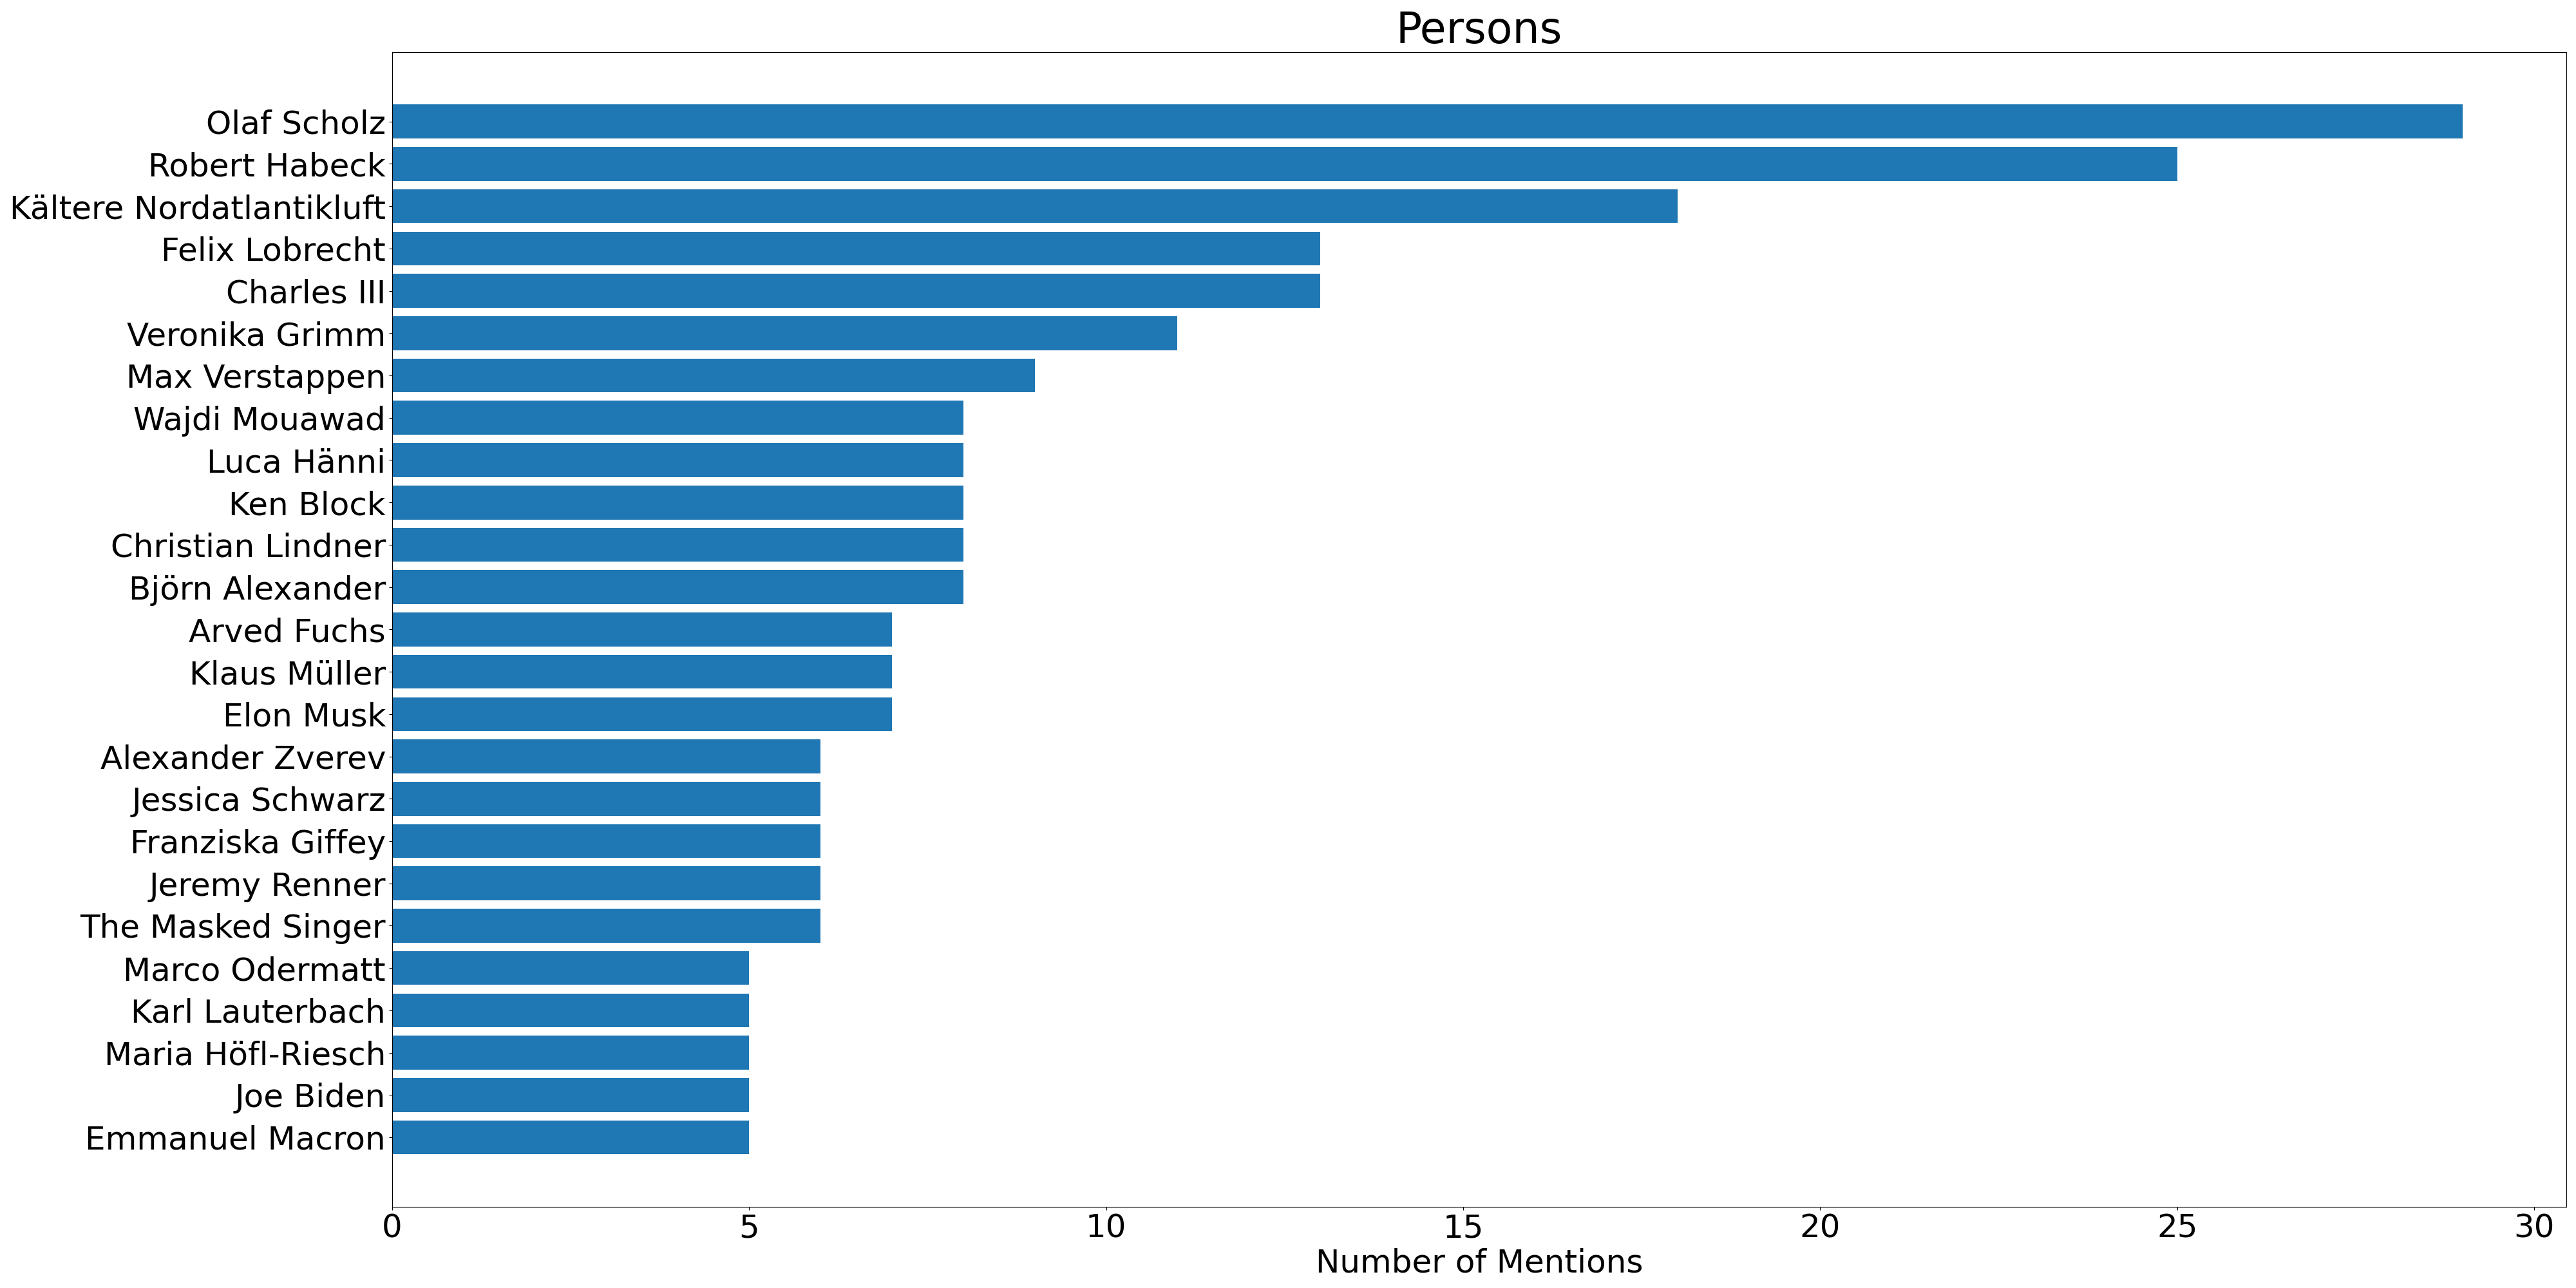 Persons
Olaf Scholz
Robert Habeck
Kältere Nordatlantikluft
Felix Lobrecht
Charles III
Veronika Grimm
Max Verstappen
Wajdi Mouawad
Luca Hänni
Ken Block
Christian Lindner
Björn Alexander
Arved Fuchs
Klaus Müller
Elon Musk
Alexander Zverev
Jessica Schwarz
Franziska Giffey
Jeremy Renner
The Masked Singer
Marco Odermatt
Karl Lauterbach
Maria Höfl-Riesch
Joe Biden
Emmanuel Macron
0 5 10 15 20 25 30
Number of Mentions